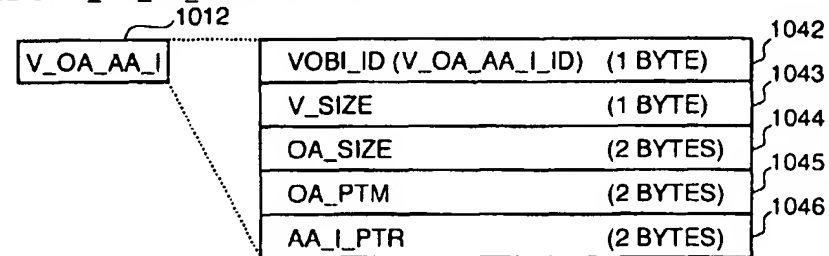 1012
1042
V_OA_AA_I
VOBI_ID (V_OA_AA_I_ID) (1 BYTE)
1043
V_SIZE (1 BYTE)
1044
OA_SIZE (2 BYTES)
1045
OA_PTM (2 BYTES)
1046
AA_I_PTR (2 BYTES)